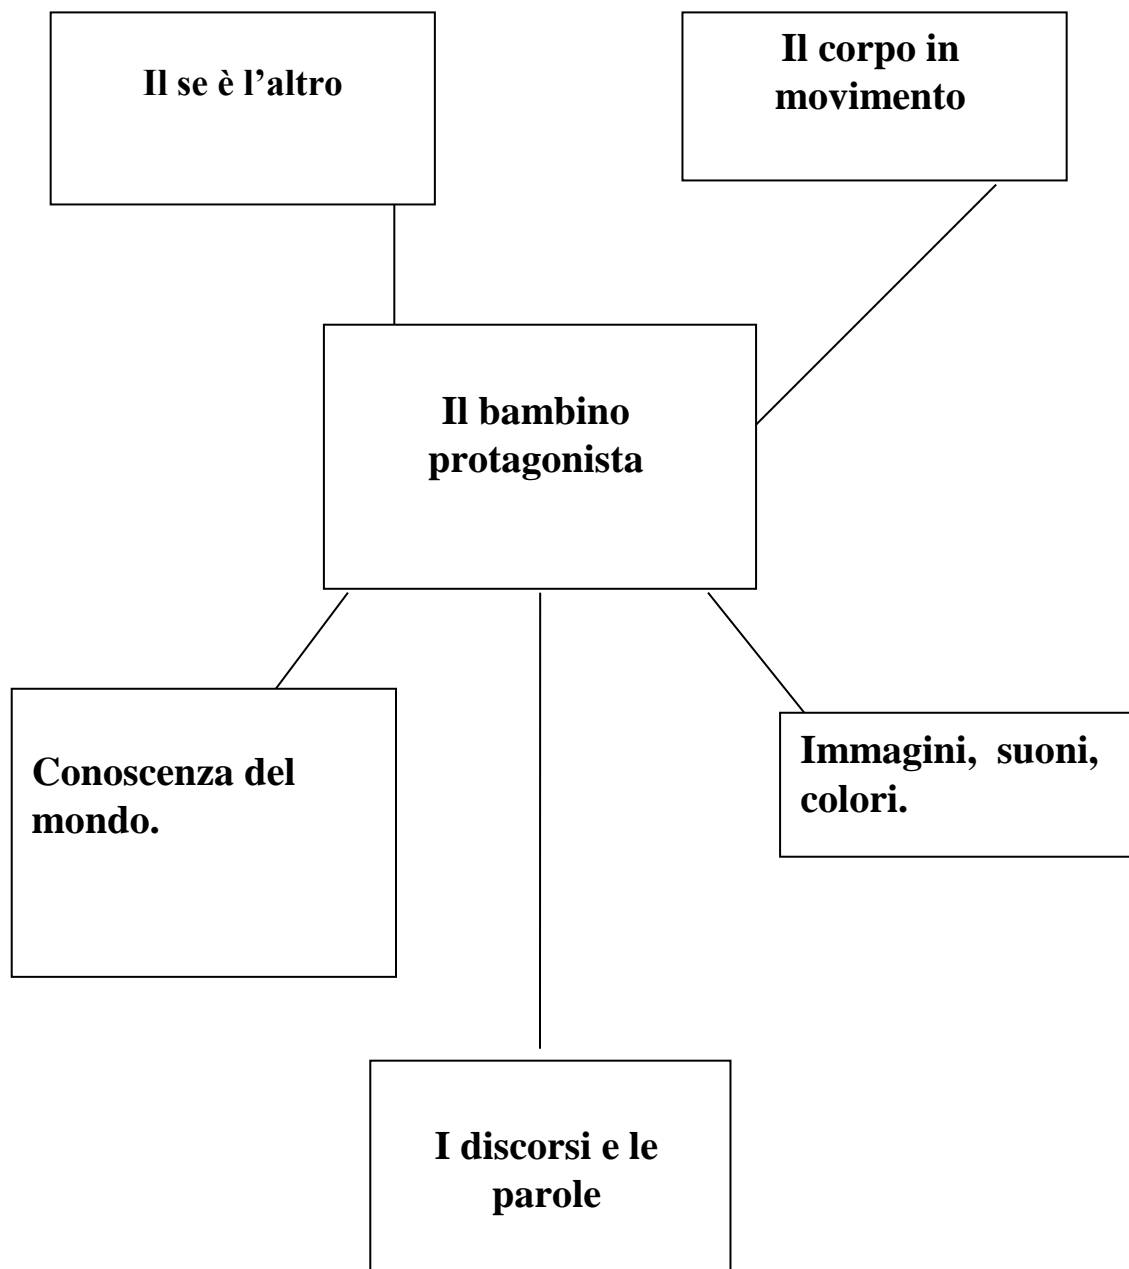 Il se è l’altro
Il corpo in
movimento
Il bambino
protagonista
Conoscenza del
mondo.
Immagini,  suoni,
colori.
I discorsi e le
parole